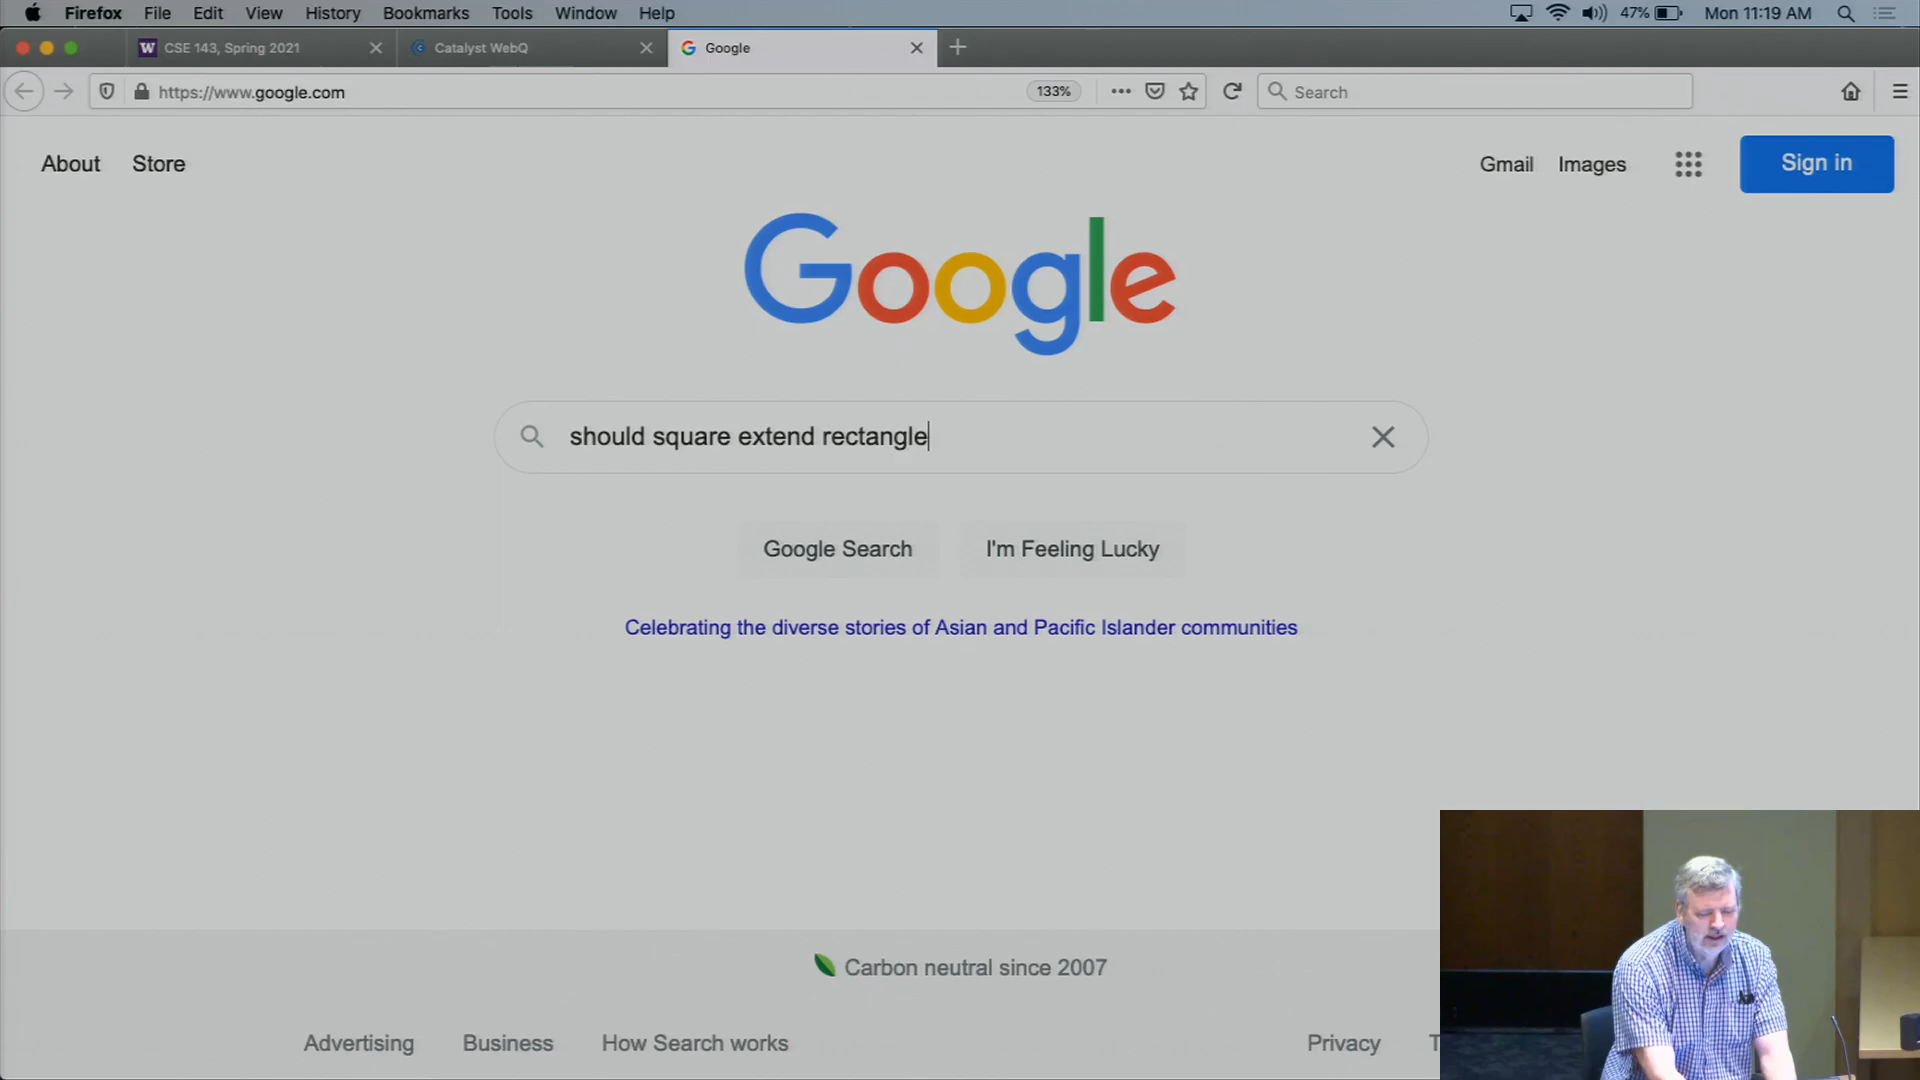 Firefox File Edit View History Bookmarks Tools Window Help 47% Mon 11:19 AM
W CSE 143, Spring 2021 Catalyst WebQ Google
https://www.google.com 133% Search
About Store Gmail Images Sign in
Google
should square extend rectangle
Google Search I'm Feeling Lucky
Celebrating the diverse stories of Asian and Pacific Islander communities
Carbon neutral since 2007
Advertising Business How Search works Privacy